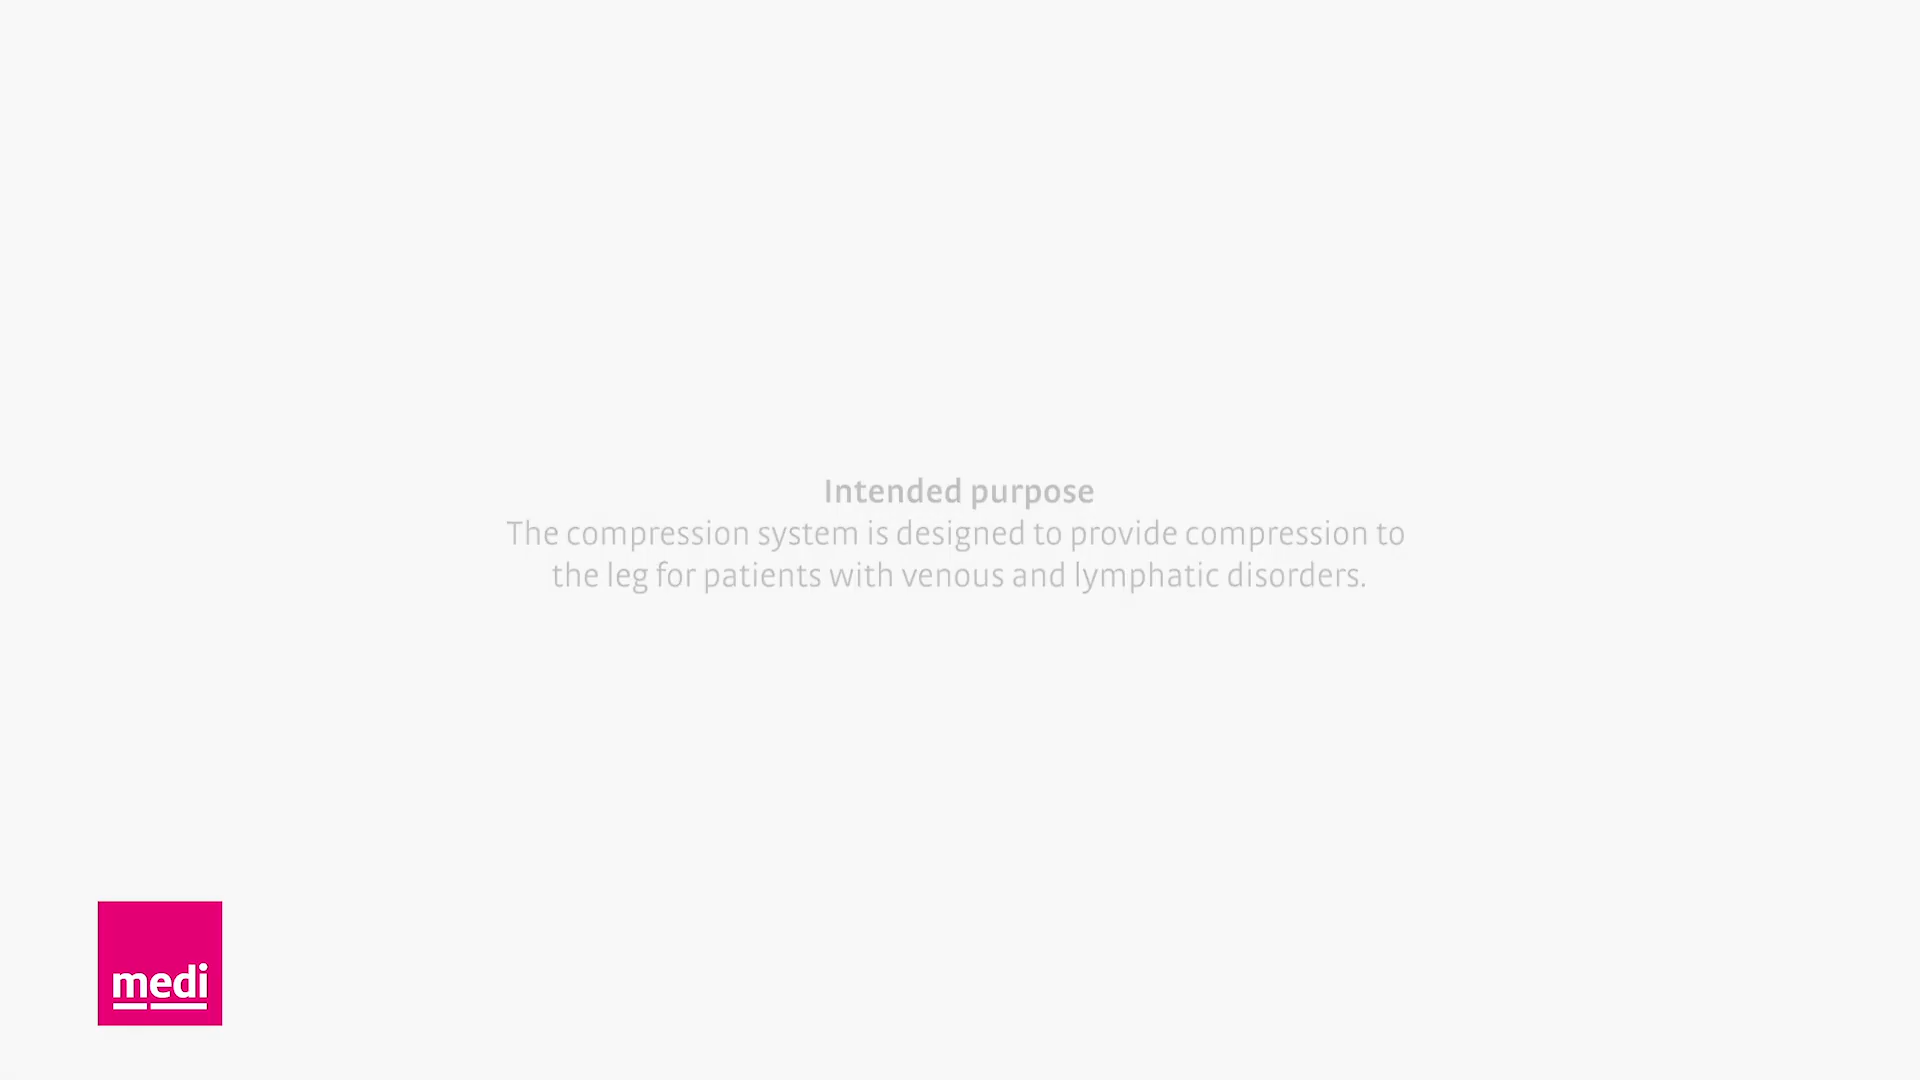 Intended purpose
The compression system is designed to provide compression to
the leg for patients with venous and lymphatic disorders.
medi